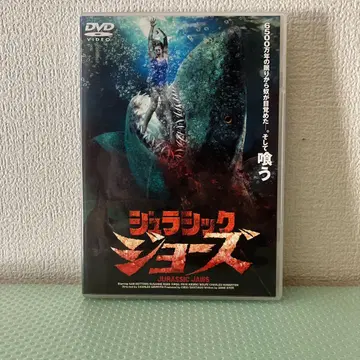 DVD
VIDEO
6500万年の眠りから奴が目覚めた…。そして喰う
ジュラシック
ジョーズ
JURASSIC JAWS